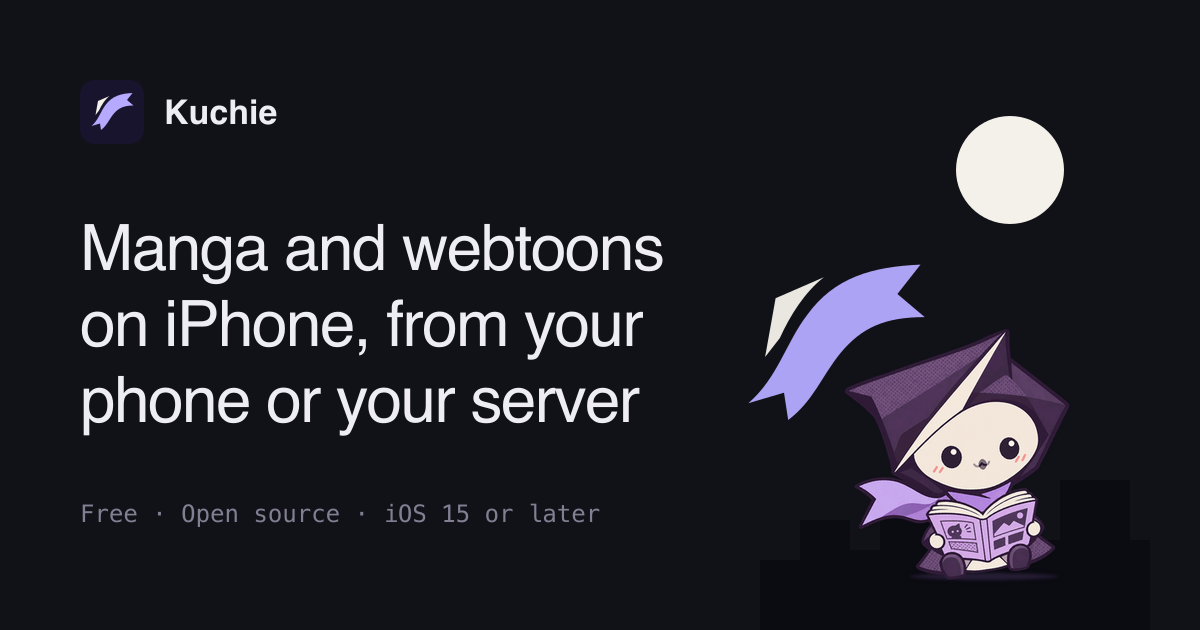 Kuchie
Manga and webtoons
on iPhone, from your
phone or your server
Free · Open source · iOS 15 or later